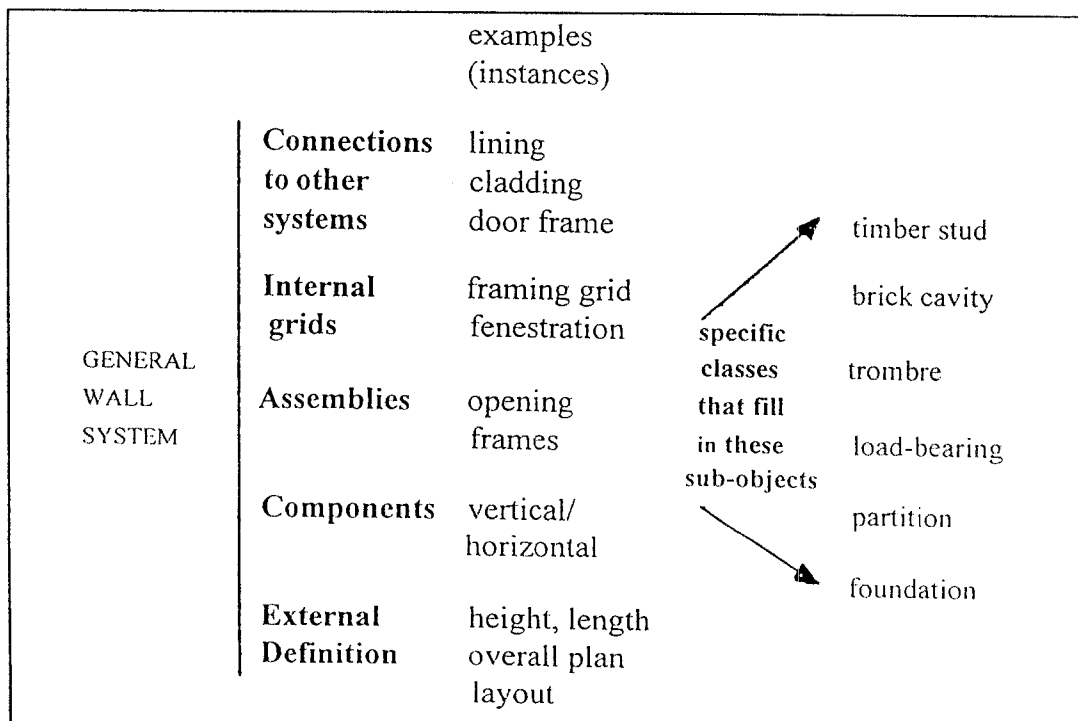 examples
(instances)
Connections
to other
systems
lining
cladding
door frame
Internal
grids
framing grid
fenestration
GENERAL
WALL
SYSTEM
Assemblies
opening
frames
Components
vertical/
horizontal
External
Definition
height, length
overall plan
layout
specific
classes
that fill
in these
sub-objects
timber stud
brick cavity
trombre
load-bearing
partition
foundation